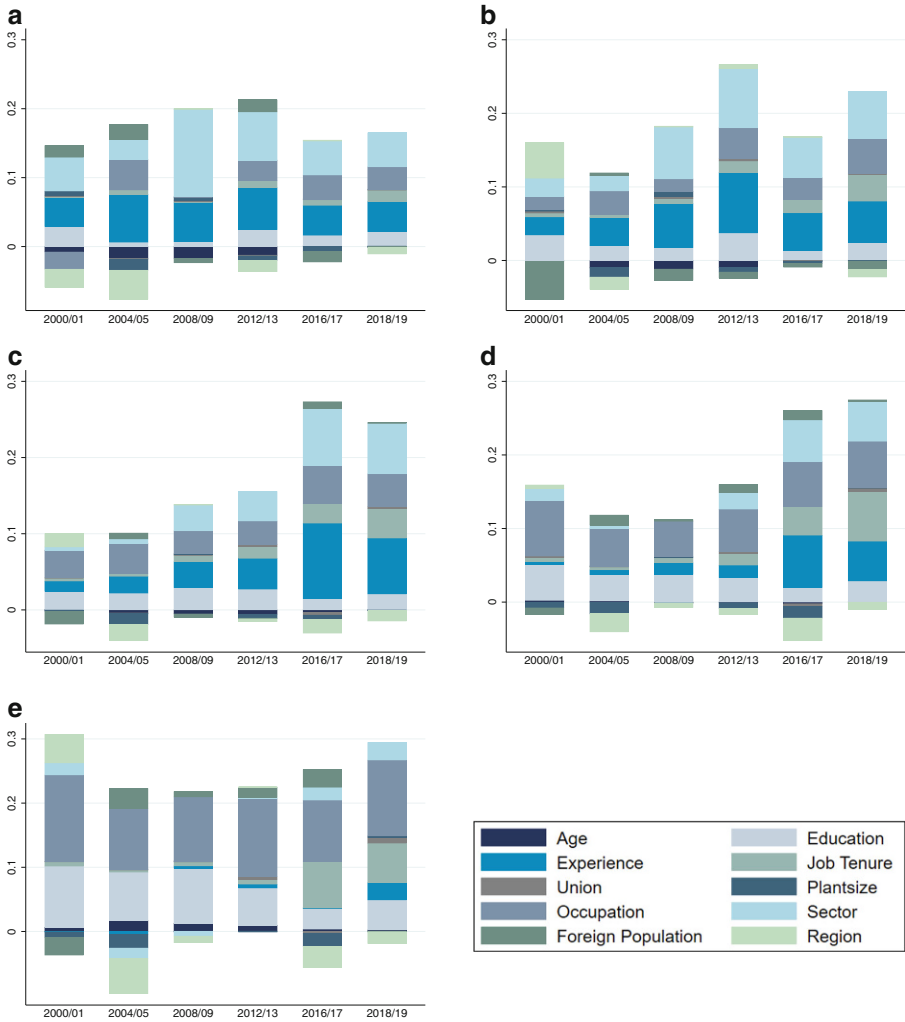 a
0.3
0.2
0.1
0
2000/01 2004/05 2008/09 2012/13 2016/17 2018/19
b
0.3
0.2
0.1
0
2000/01 2004/05 2008/09 2012/13 2016/17 2018/19
c
0.3
0.2
0.1
0
2000/01 2004/05 2008/09 2012/13 2016/17 2018/19
d
0.3
0.2
0.1
0
2000/01 2004/05 2008/09 2012/13 2016/17 2018/19
e
0.3
0.2
0.1
0
2000/01 2004/05 2008/09 2012/13 2016/17 2018/19
Age Education
Experience Job Tenure
Union Plantsize
Occupation Sector
Foreign Population Region